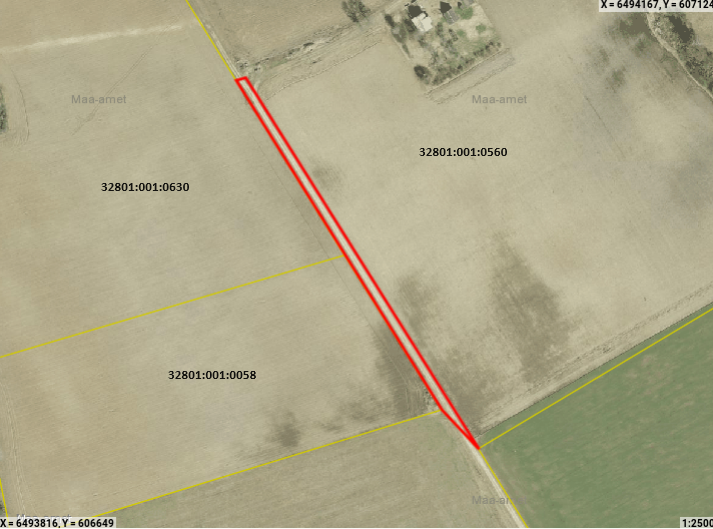 X = 6494167, Y = 607124
Maa-amet
Maa-amet
32801:001:0560
32801:001:0630
32801:001:0058
Maa-amet
X = 6493816, Y = 606649
1:2500